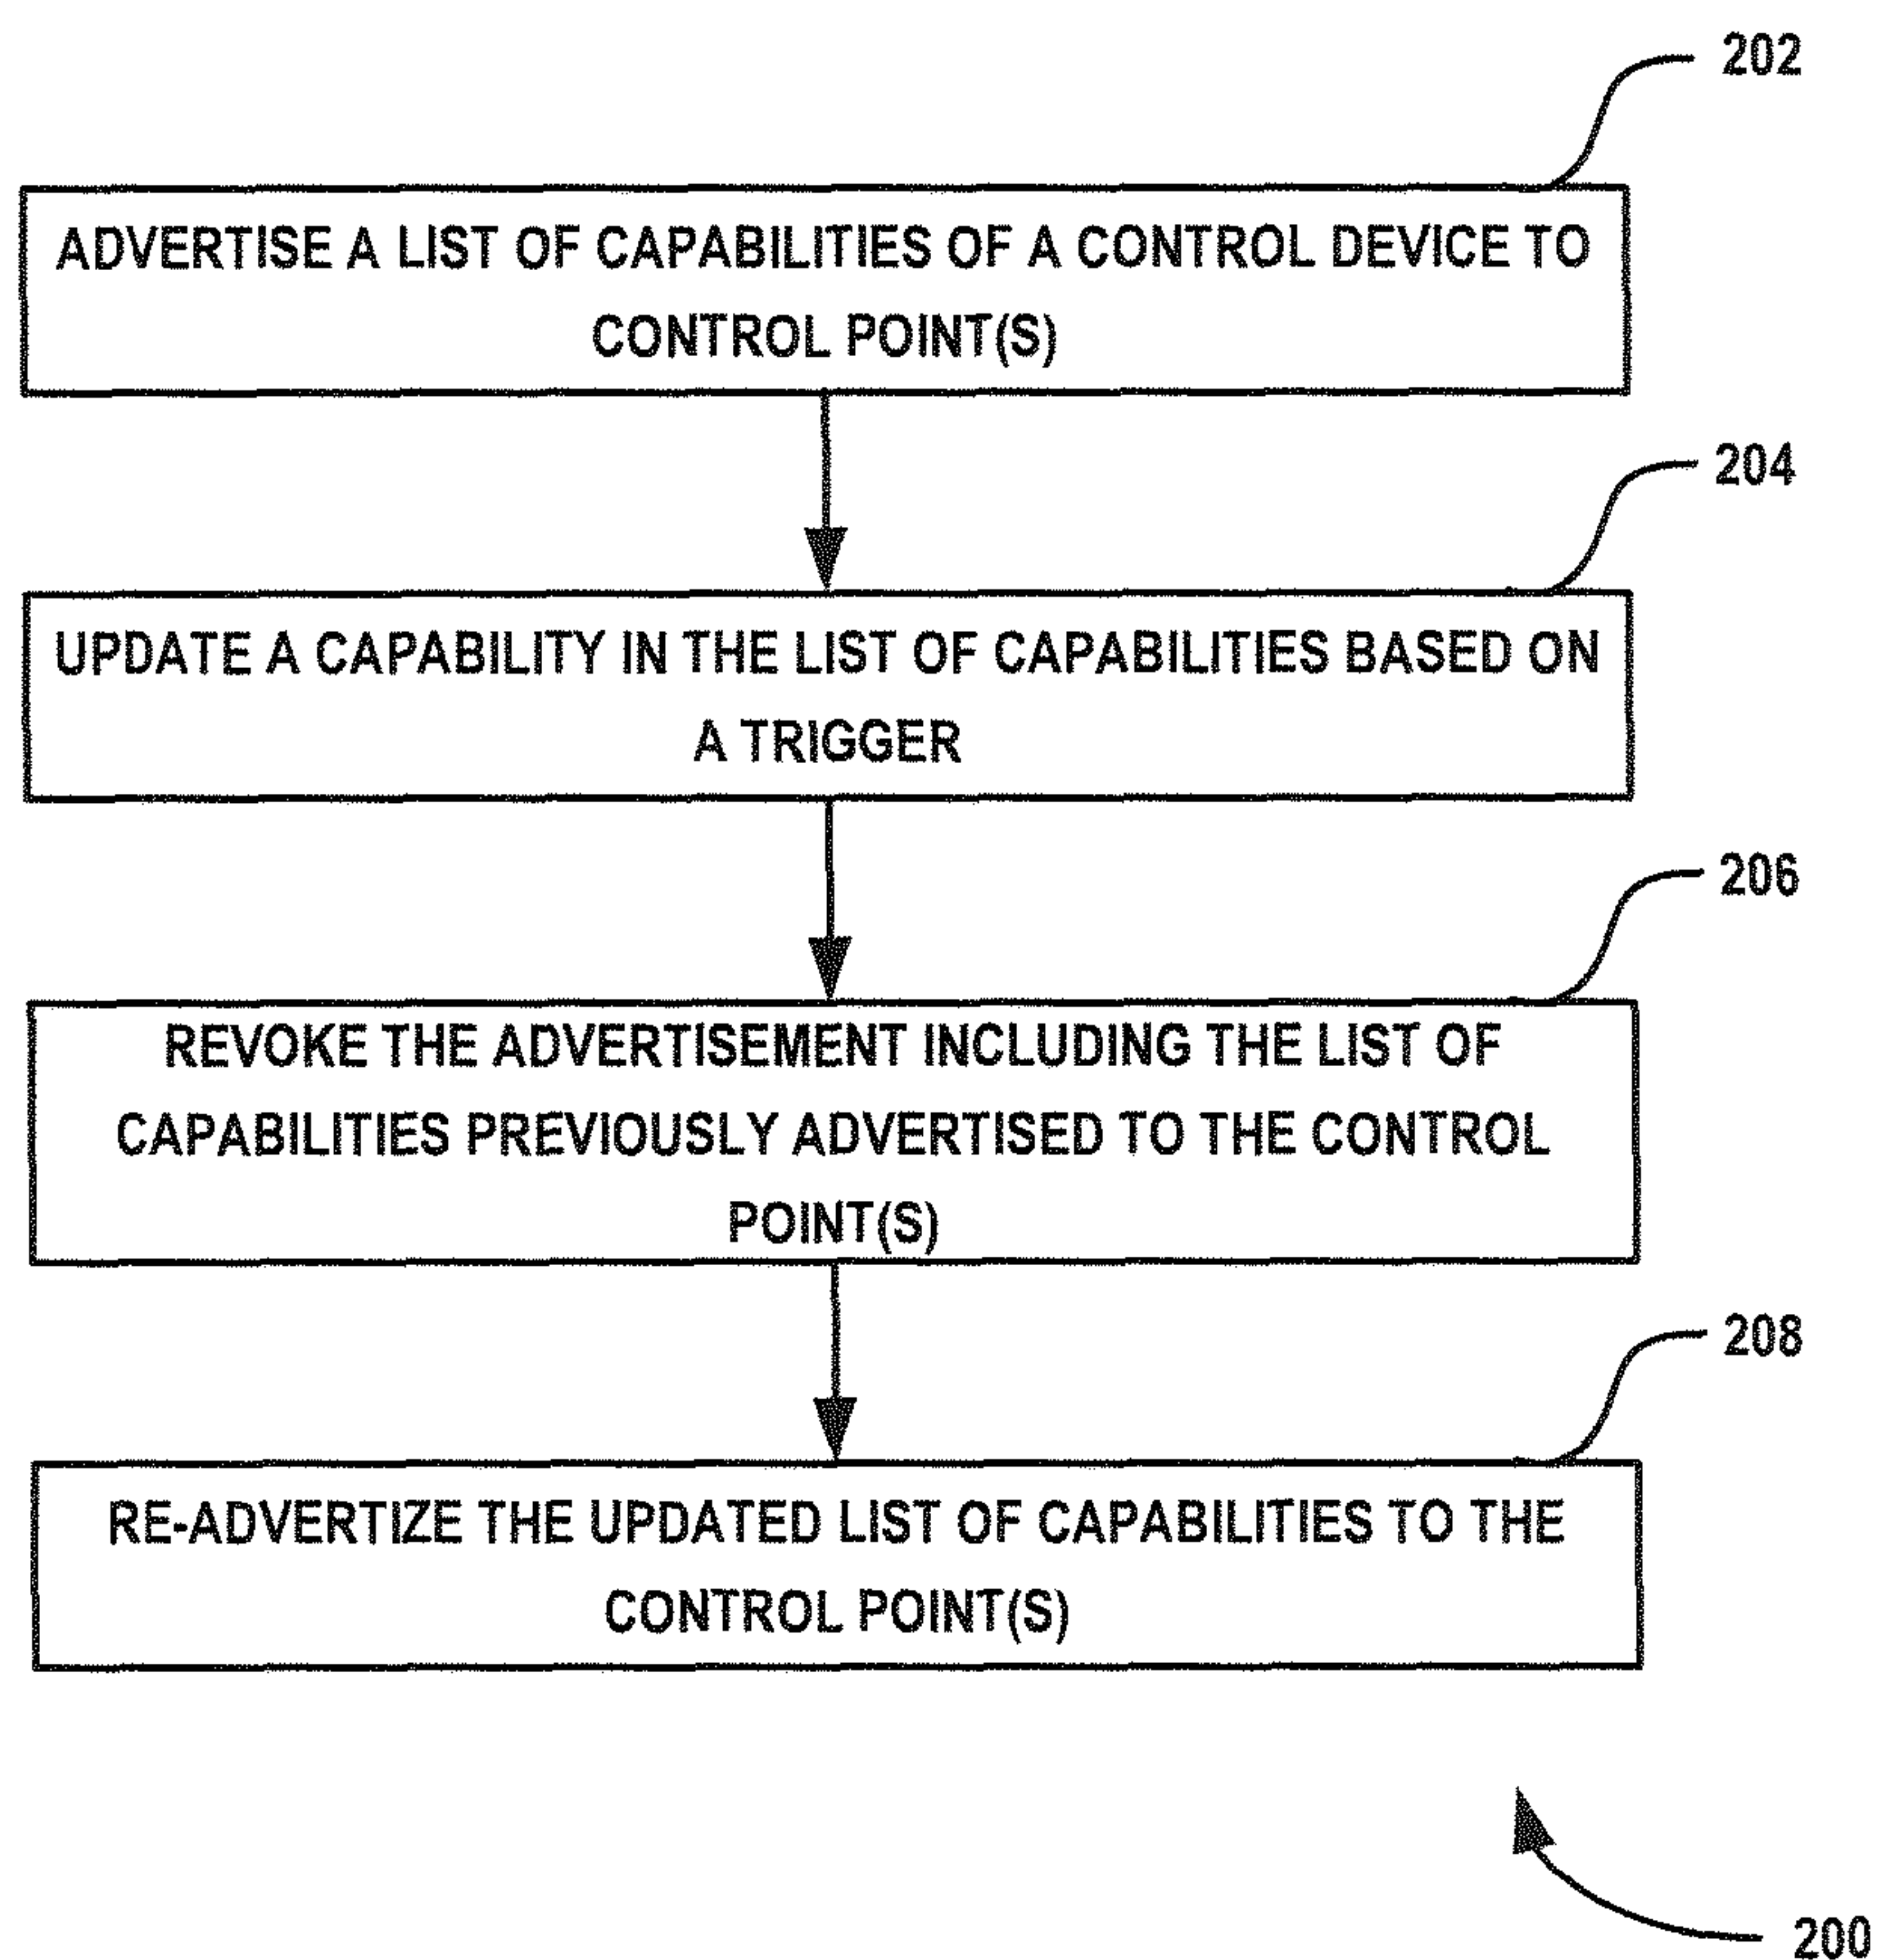 202
ADVERTISE A LIST OF CAPABILITIES OF A CONTROL DEVICE TO
CONTROL POINT(S)
204
UPDATE A CAPABILITY IN THE LIST OF CAPABILITIES BASED ON
A TRIGGER
206
REVOKE THE ADVERTISEMENT INCLUDING THE LIST OF
CAPABILITIES PREVIOUSLY ADVERTISED TO THE CONTROL
POINT(S)
208
RE-ADVERTIZE THE UPDATED LIST OF CAPABILITIES TO THE
CONTROL POINT(S)
200